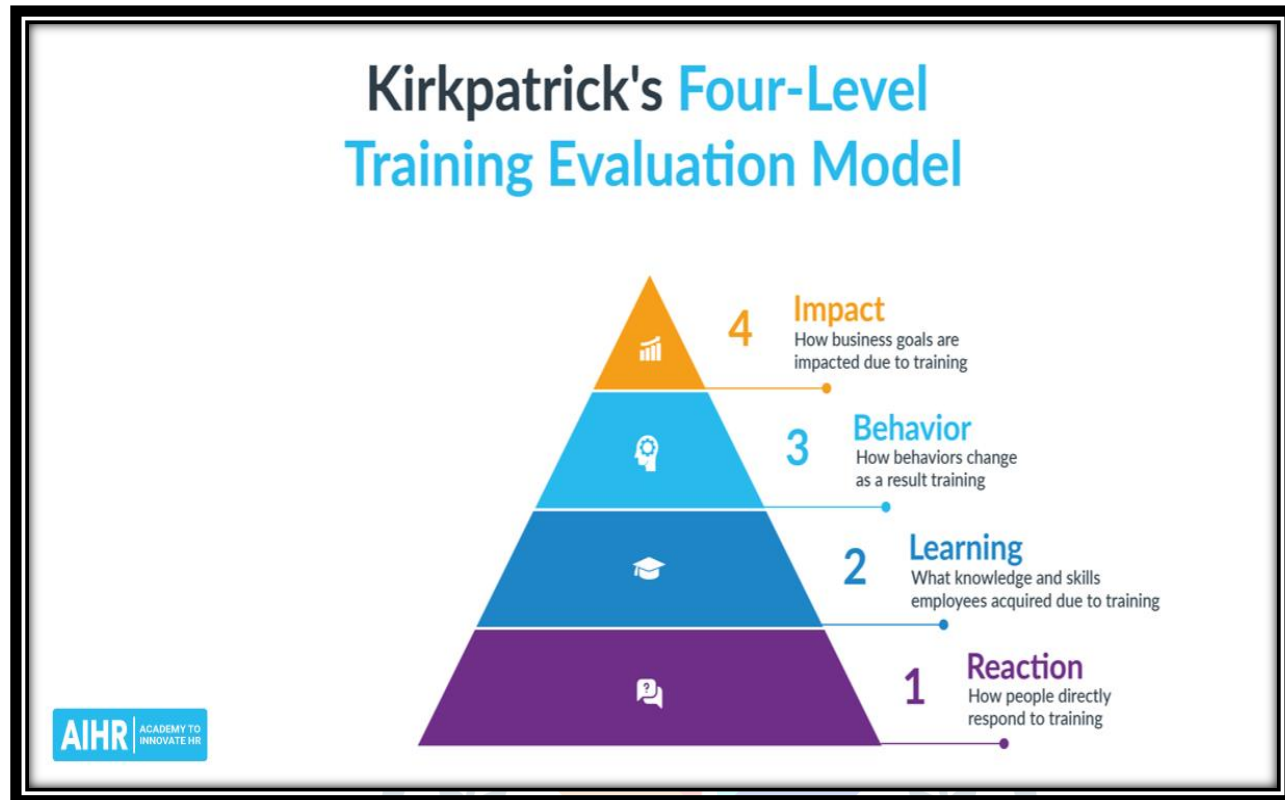 Kirkpatrick's Four-Level
Training Evaluation Model
4
Impact
How business goals are
impacted due to training
3
Behavior
How behaviors change
as a result training
2
Learning
What knowledge and skills
employees acquired due to training
1
Reaction
How people directly
respond to training
?
AIHR
ACADEMY TO
INNOVATE HR